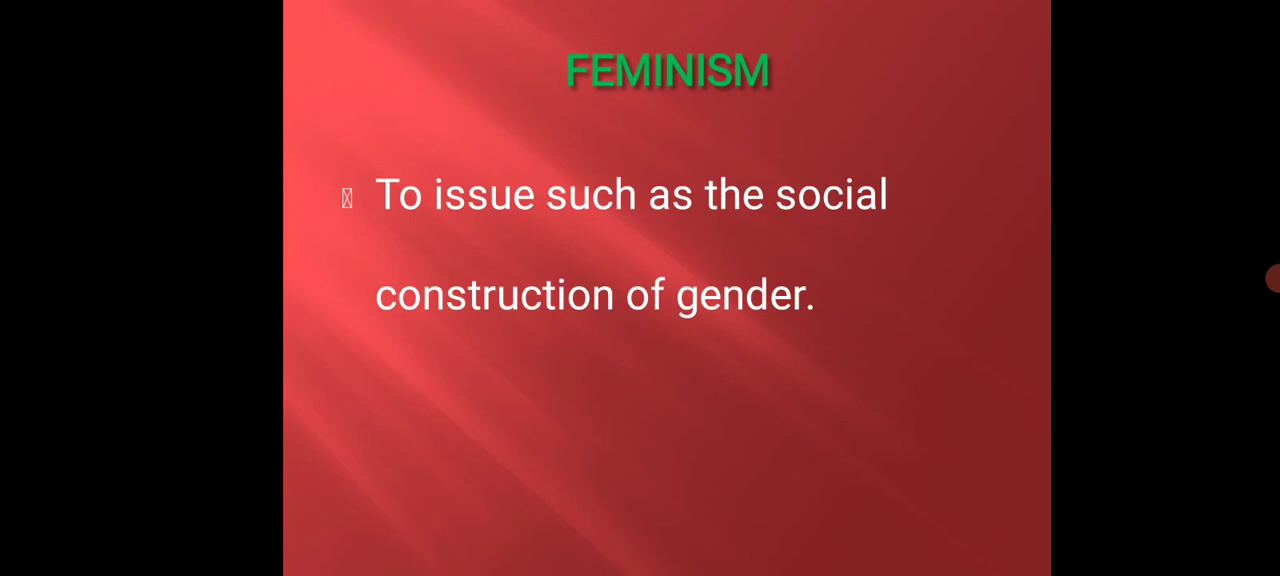 FEMINISM
To issue such as the social
construction of gender.